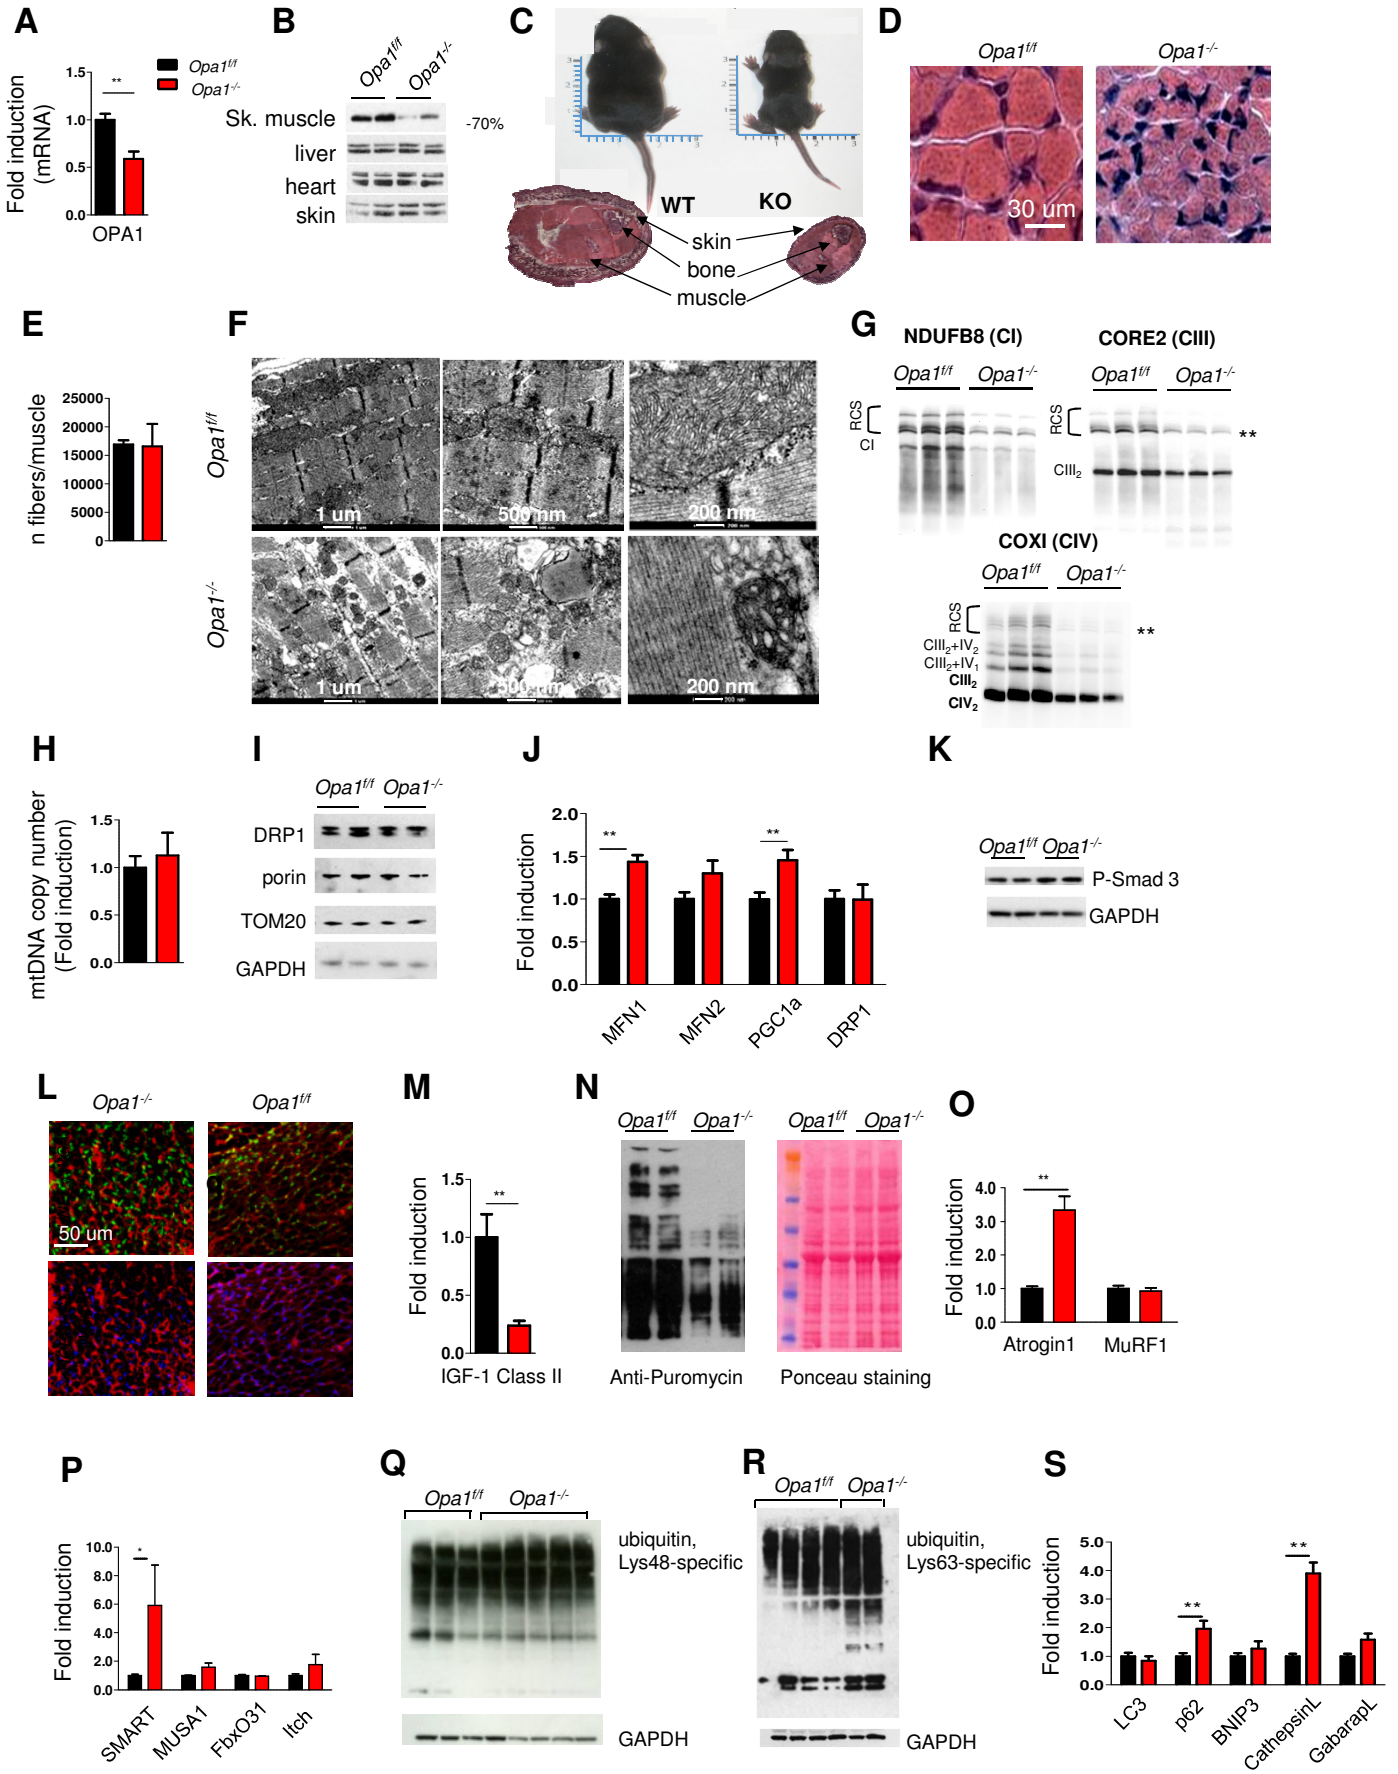 A
Fold induction
(mRNA)
1.5
1.0
0.5
0.0
**
OPA1
Opa1f/f
Opa1-/-
B
Opa1f/f
Opa1-/-
Sk. muscle
-70%
liver
heart
skin
C
WT
KO
skin
bone
muscle
D
Opa1f/f
Opa1-/-
30 um
E
n fibers/muscle
25000
20000
15000
10000
5000
0
F
Opa1f/f
1 um
500 nm
200 nm
Opa1-/-
1 um
500 nm
200 nm
G
NDUFB8 (CI)
Opa1f/f
Opa1-/-
RCS
CI
CORE2 (CIII)
Opa1f/f
Opa1-/-
RCS
**
CIII2
COXI (CIV)
Opa1f/f
Opa1-/-
RCS
**
CIII2+IV2
CIII2+IV1
CIII2
CIV2
H
mtDNA copy number
(Fold induction)
1.5
1.0
0.5
0.0
I
Opa1f/f
Opa1-/-
DRP1
porin
TOM20
GAPDH
J
Fold induction
2.0
1.5
1.0
0.5
0.0
**
**
MFN1
MFN2
PGC1a
DRP1
K
Opa1f/f
Opa1-/-
P-Smad 3
GAPDH
L
Opa1-/-
Opa1f/f
50 um
M
Fold induction
1.5
1.0
0.5
0.0
**
IGF-1 Class II
N
Opa1f/f
Opa1-/-
Opa1f/f
Opa1-/-
Anti-Puromycin
Ponceau staining
O
Fold induction
4.0
3.0
2.0
1.0
0.0
**
Atrogin1
MuRF1
P
Fold induction
10.0
8.0
6.0
4.0
2.0
0.0
*
SMART
MUSA1
FbxO31
Itch
Q
Opa1f/f
Opa1-/-
ubiquitin,
Lys48-specific
GAPDH
R
Opa1f/f
Opa1-/-
ubiquitin,
Lys63-specific
GAPDH
S
Fold induction
5.0
4.0
3.0
2.0
1.0
0.0
**
**
LC3
p62
BNIP3
CathepsinL
GabarapL